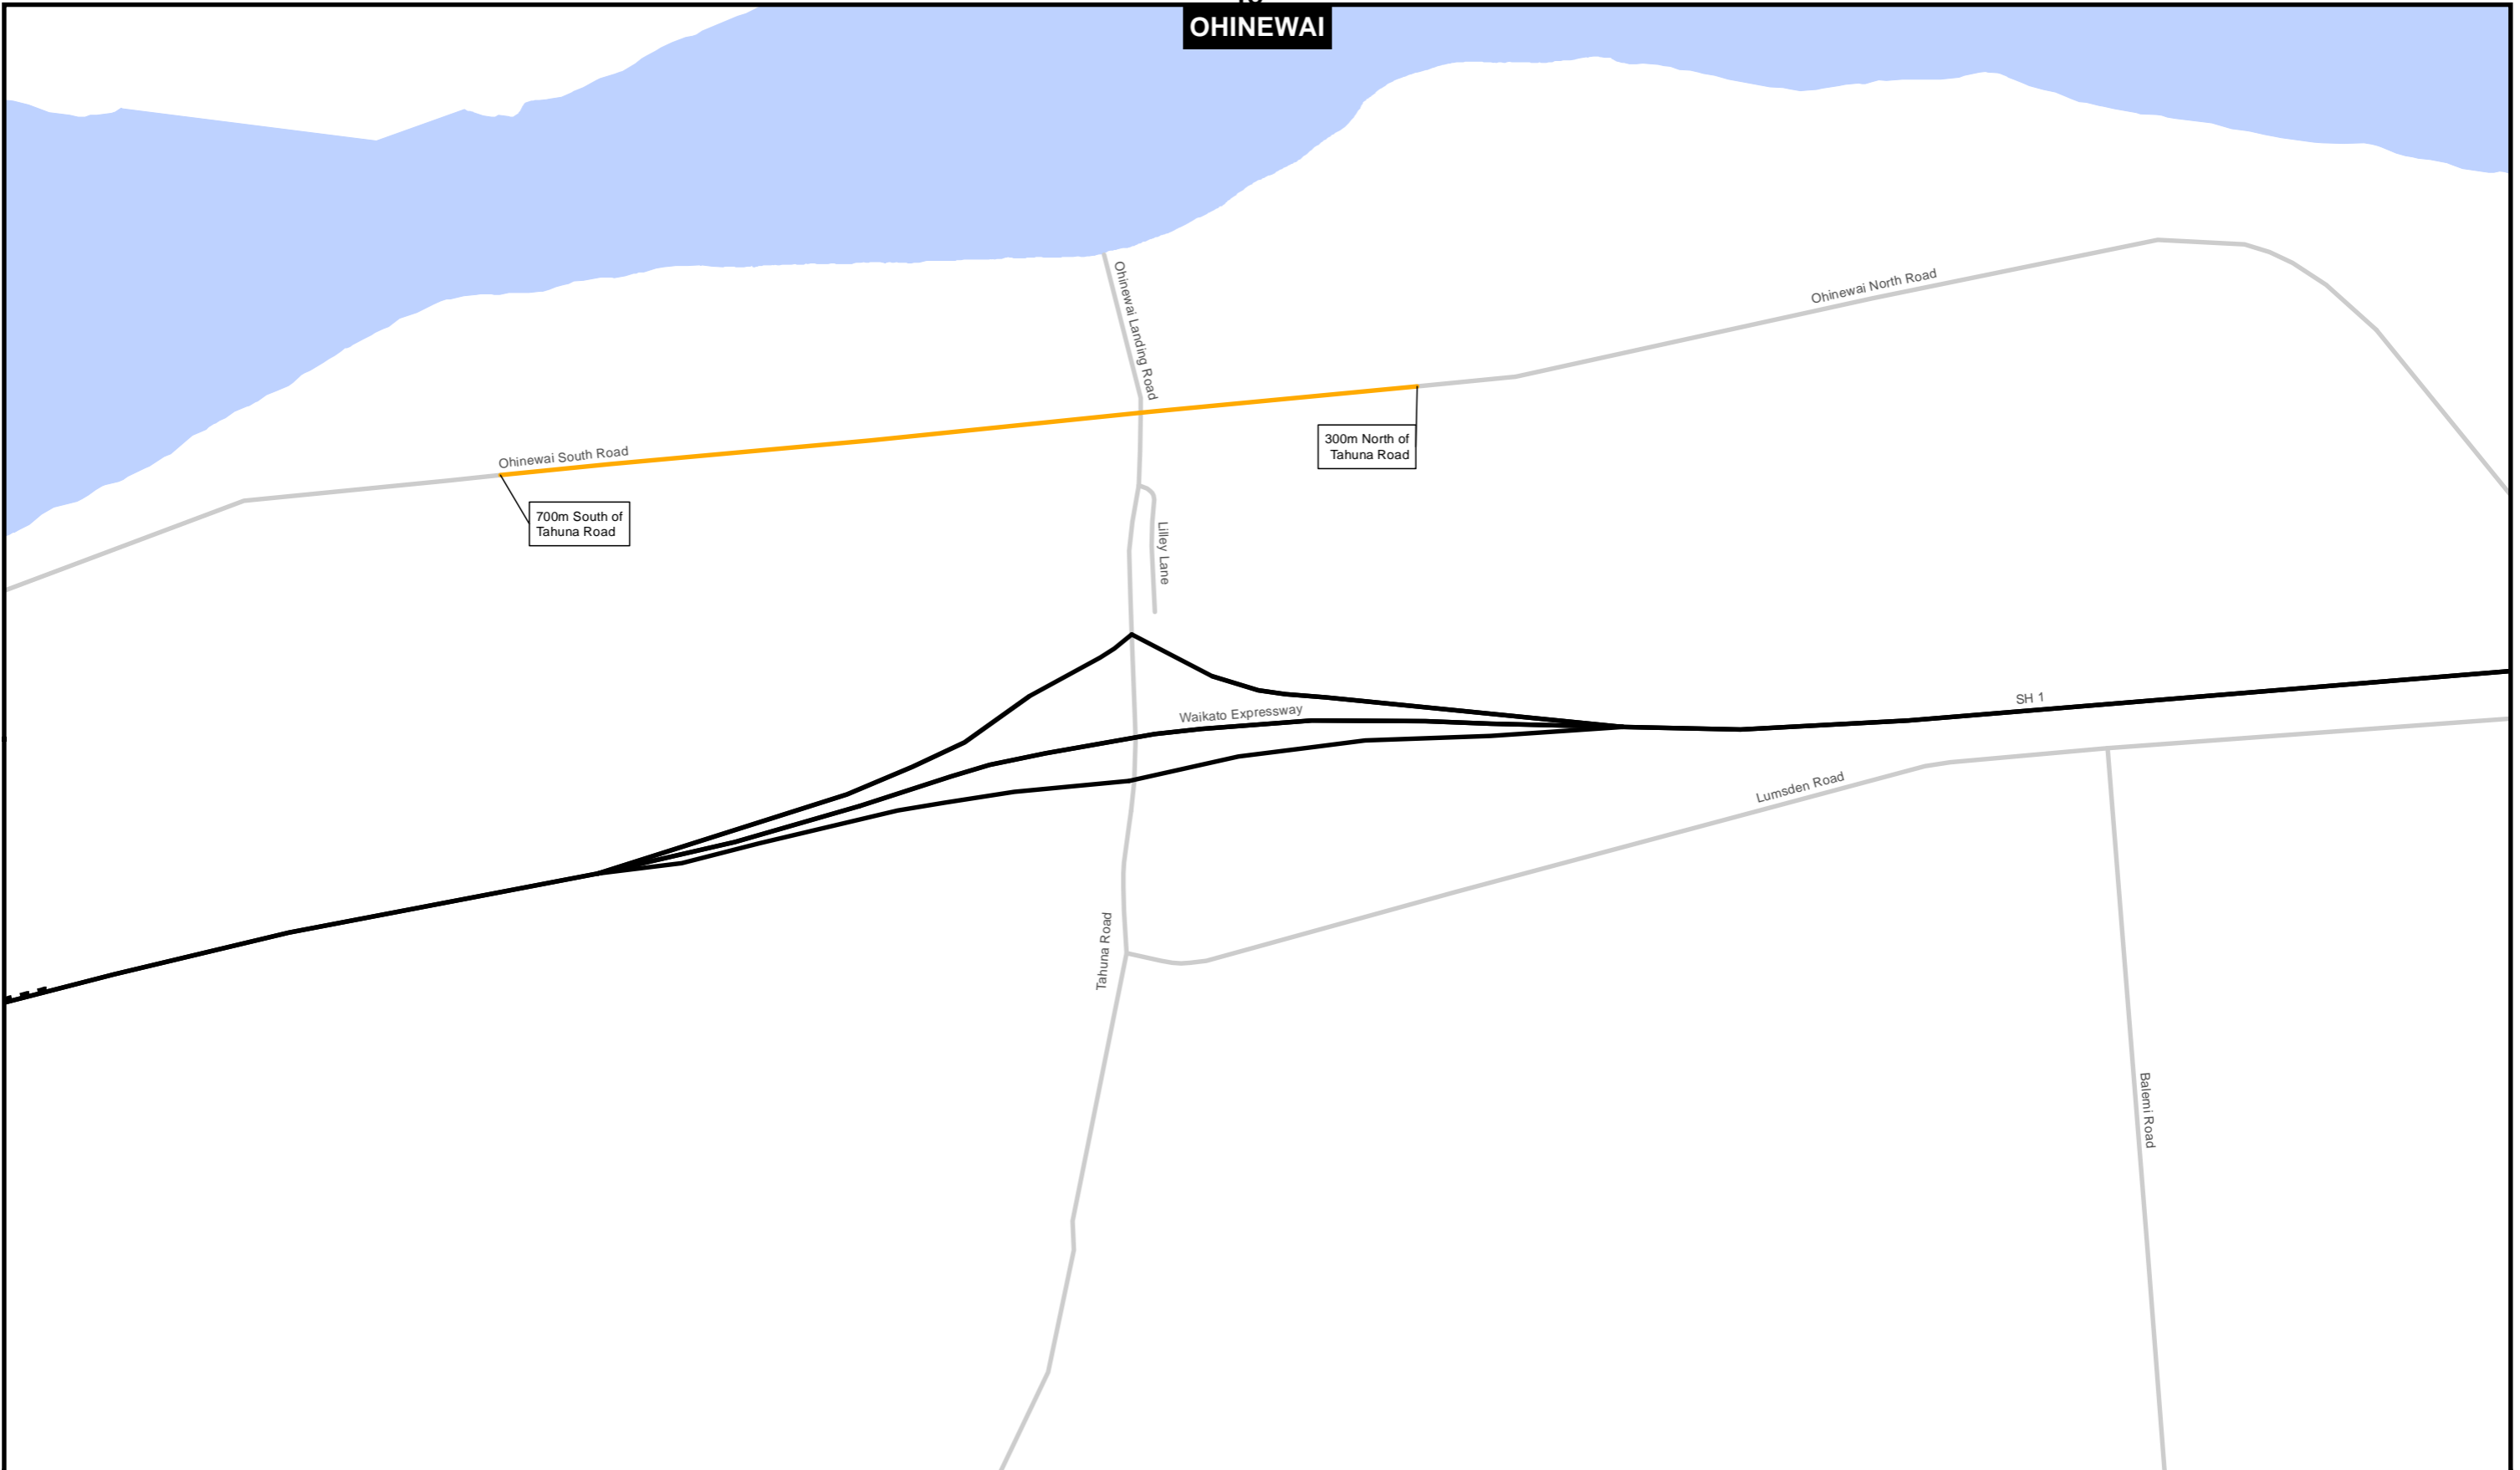 OHINEWAI
Ohinewai Landing Road
Ohinewai North Road
300m North of
Tahuna Road
Ohinewai South Road
700m South of
Tahuna Road
Lilley Lane
SH 1
Waikato Expressway
Lumsden Road
Tahuna Road
Balemi Road